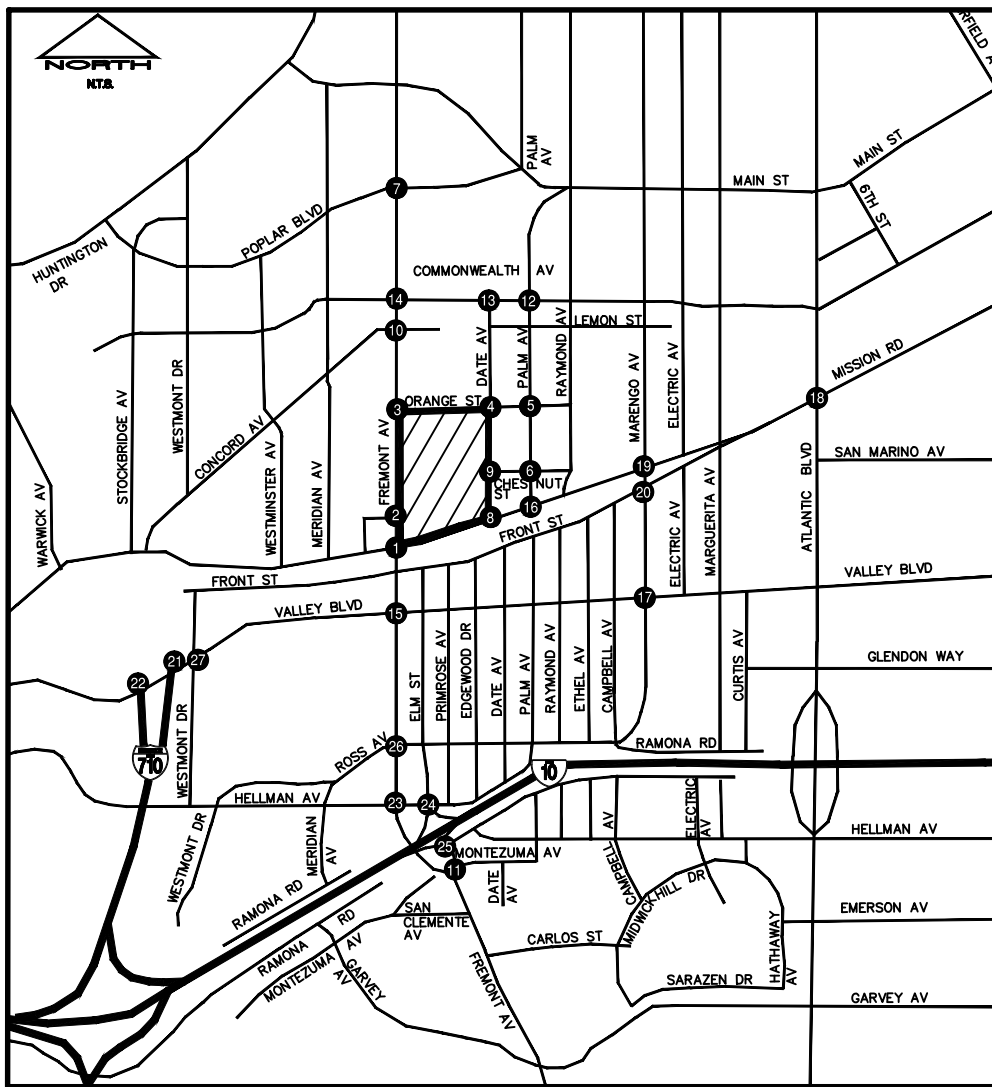 NORTH
N.T.S.
PALM
AV
MAIN ST
MAIN ST
6TH ST
HUNTINGTON
DR
POPLAR BLVD
7
COMMONWEALTH AV
14
13
12
10
LEMON ST
STOCKBRIDGE AV
WESTMONT DR
CONCORD AV
WESTMINSTER AV
MERIDIAN AV
FREMONT AV
DATE AV
PALM AV
RAYMOND AV
MARENGO AV
ELECTRIC AV
MISSION RD
3
ORANGE ST
4
5
18
WARWICK AV
9
6
19
CHESTNUT
ST
SAN MARINO AV
ATLANTIC BLVD
2
8
16
20
1
FRONT ST
ELECTRIC AV
MARGUERITA AV
FRONT ST
VALLEY BLVD
VALLEY BLVD
15
17
ELM ST
PRIMROSE AV
EDGEWOOD DR
DATE AV
PALM AV
RAYMOND AV
ETHEL AV
CAMPBELL AV
CURTIS AV
GLENDON WAY
22
21
27
WESTMONT DR
710
ROSS AV
26
RAMONA RD
10
HELLMAN AV
23
24
HELLMAN AV
WESTMONT DR
MERIDIAN
AV
25
MONTEZUMA AV
11
DATE
AV
CAMPBELL AV
ELECTRIC
AV
RAMONA RD
RAMONA RD
MONTEZUMA AV
SAN
CLEMENTE
AV
MIDWICKHILL DR
EMERSON AV
GARVEY
AV
FREMONT AV
CARLOS ST
HATHAWAY
AV
SARAZEN DR
GARVEY AV